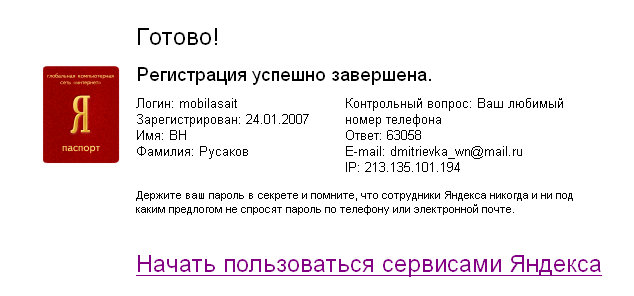 Готово!
глобальная компьютерная
сеть «интернет»
Я
паспорт
Регистрация успешно завершена.
Логин: mobilasait
Зарегистрирован: 24.01.2007
Имя: ВН
Фамилия: Русаков
Контрольный вопрос: Ваш любимый
номер телефона
Ответ: 63058
E-mail: dmitrievka_wn@mail.ru
IP: 213.135.101.194
Держите ваш пароль в секрете и помните, что сотрудники Яндекса никогда и ни под
каким предлогом не спросят пароль по телефону или электронной почте.
Начать пользоваться сервисами Яндекса